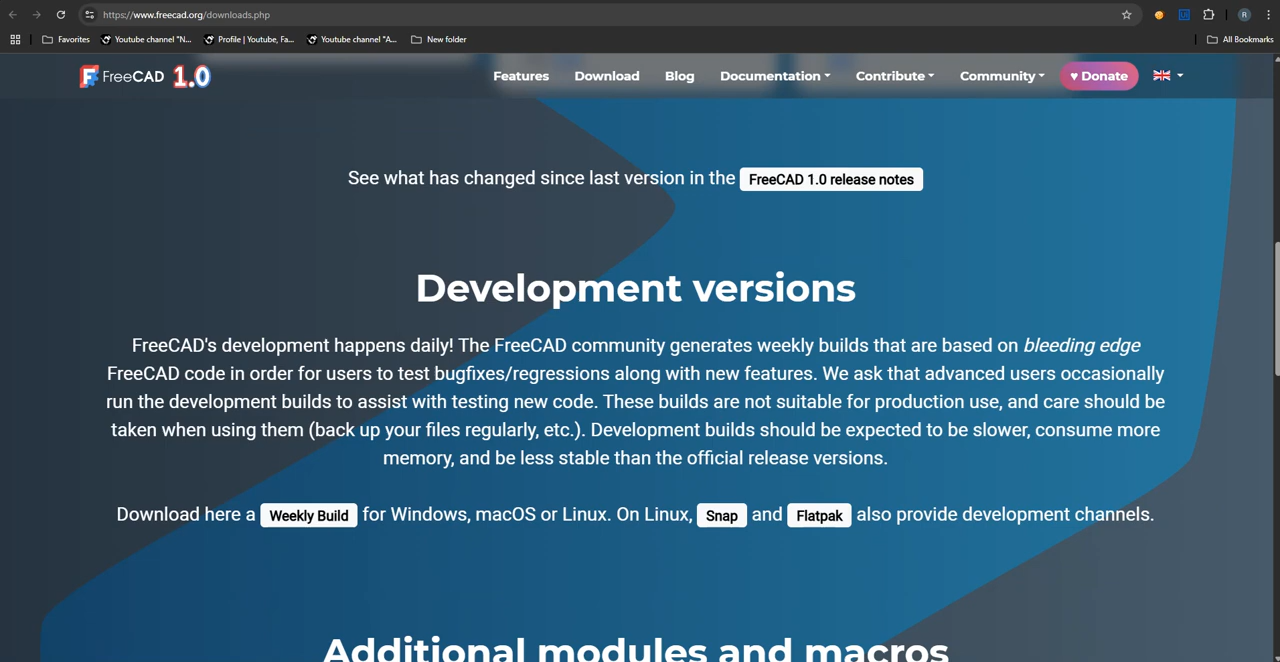 https://www.freecad.org/downloads.php
R
Favorites
Youtube channel "N...
Profile | Youtube, Fa...
Youtube channel "A...
New folder
All Bookmarks
FreeCAD 1.0
Features
Download
Blog
Documentation
Contribute
Community
♥ Donate
See what has changed since last version in the FreeCAD 1.0 release notes
Development versions
FreeCAD's development happens daily! The FreeCAD community generates weekly builds that are based on bleeding edge
FreeCAD code in order for users to test bugfixes/regressions along with new features. We ask that advanced users occasionally
run the development builds to assist with testing new code. These builds are not suitable for production use, and care should be
taken when using them (back up your files regularly, etc.). Development builds should be expected to be slower, consume more
memory, and be less stable than the official release versions.
Download here a Weekly Build for Windows, macOS or Linux. On Linux, Snap and Flatpak also provide development channels.
Additional modules and macros